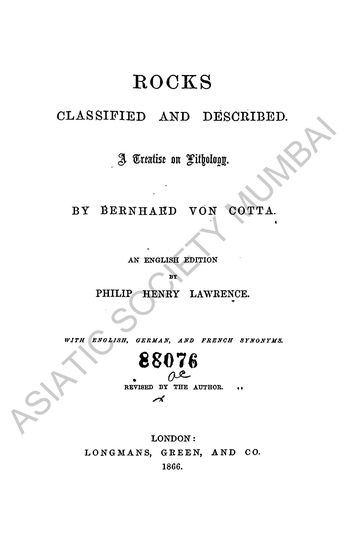 ROCKS
CLASSIFIED AND DESCRIBED.
A Treatise on Lithology.
BY BERNHARD VON COTTA.
AN ENGLISH EDITION
BY
PHILIP HENRY LAWRENCE.
WITH ENGLISH, GERMAN, AND FRENCH SYNONYMS.
88076
REVISED BY THE AUTHOR.
LONDON:
LONGMANS, GREEN, AND CO.
1866.
ASIATIC SOCIETY MUMBAI